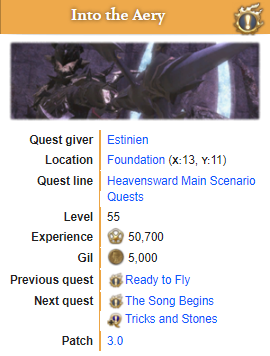 Into the Aery
Quest giver Estinien
Location Foundation (x:13, Y:11)
Quest line Heavensward Main Scenario
Quests
Level 55
Experience 50,700
Gil 5,000
Previous quest Ready to Fly
Next quest The Song Begins
Tricks and Stones
Patch 3.0